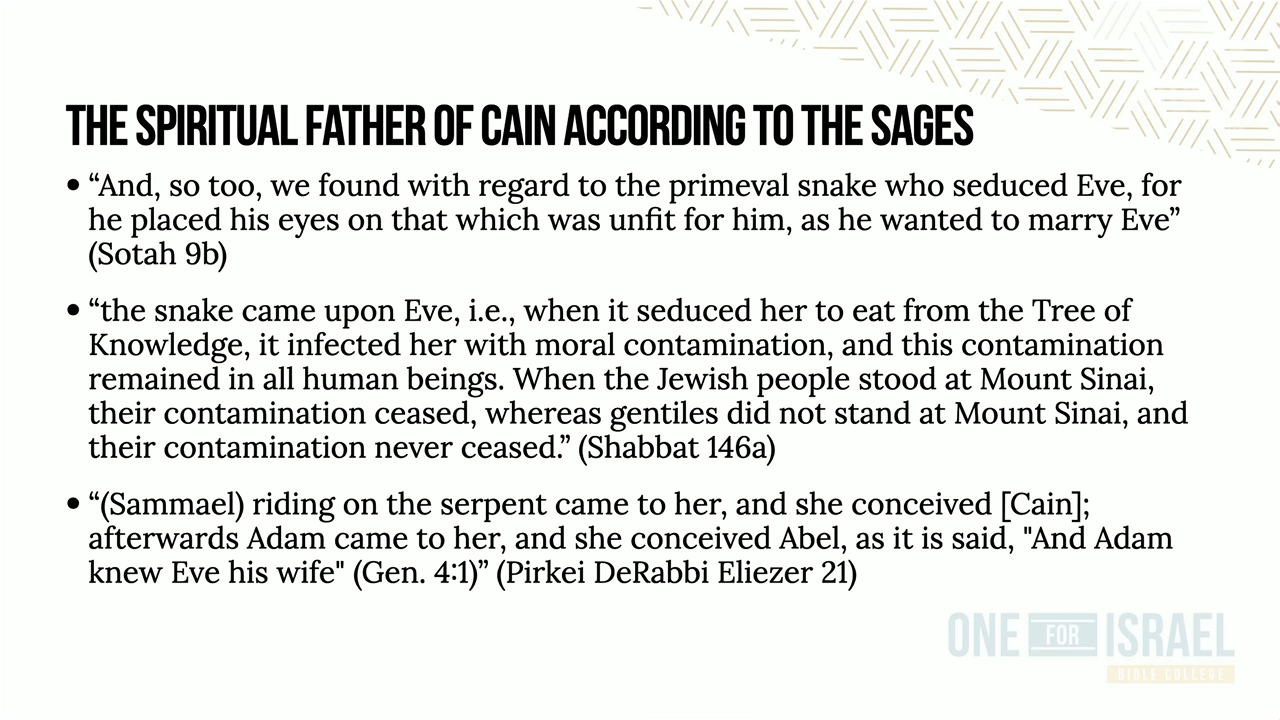 THE SPIRITUAL FATHER OF CAIN ACCORDING TO THE SAGES
• “And, so too, we found with regard to the primeval snake who seduced Eve, for
he placed his eyes on that which was unfit for him, as he wanted to marry Eve”
(Sotah 9b)
• “the snake came upon Eve, i.e., when it seduced her to eat from the Tree of
Knowledge, it infected her with moral contamination, and this contamination
remained in all human beings. When the Jewish people stood at Mount Sinai,
their contamination ceased, whereas gentiles did not stand at Mount Sinai, and
their contamination never ceased.” (Shabbat 146a)
• “(Sammael) riding on the serpent came to her, and she conceived [Cain];
afterwards Adam came to her, and she conceived Abel, as it is said, "And Adam
knew Eve his wife" (Gen. 4:1)” (Pirkei DeRabbi Eliezer 21)
ONE FOR ISRAEL
BIBLE COLLEGE